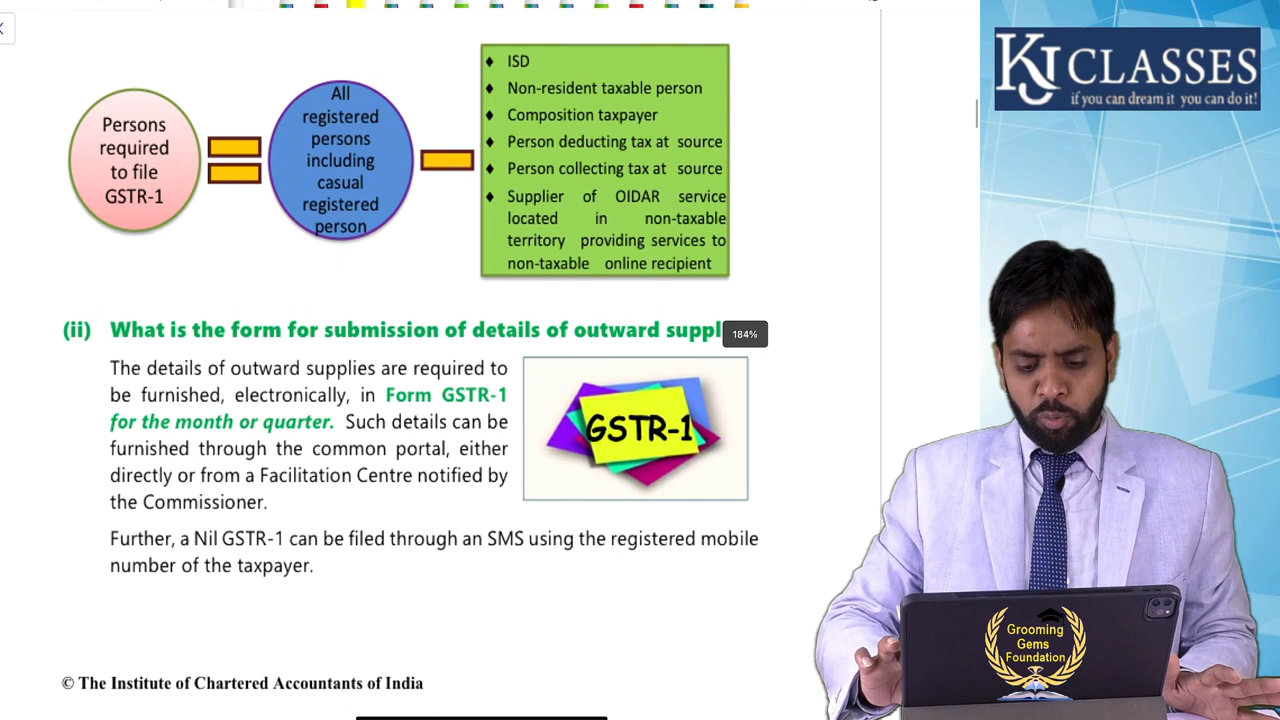 KJ CLASSES
if you can dream it you can do it!
Persons
required
to file
GSTR-1
All
registered
persons
including
casual
registered
person
♦ ISD
♦ Non-resident taxable person
♦ Composition taxpayer
♦ Person deducting tax at source
♦ Person collecting tax at source
♦ Supplier of OIDAR service
located in non-taxable
territory providing services to
non-taxable online recipient
(ii) What is the form for submission of details of outward suppl
184%
The details of outward supplies are required to
be furnished, electronically, in Form GSTR-1
for the month or quarter. Such details can be
furnished through the common portal, either
directly or from a Facilitation Centre notified by
the Commissioner.
GSTR-1
Further, a Nil GSTR-1 can be filed through an SMS using the registered mobile
number of the taxpayer.
© The Institute of Chartered Accountants of India
Grooming
Gems
Foundation